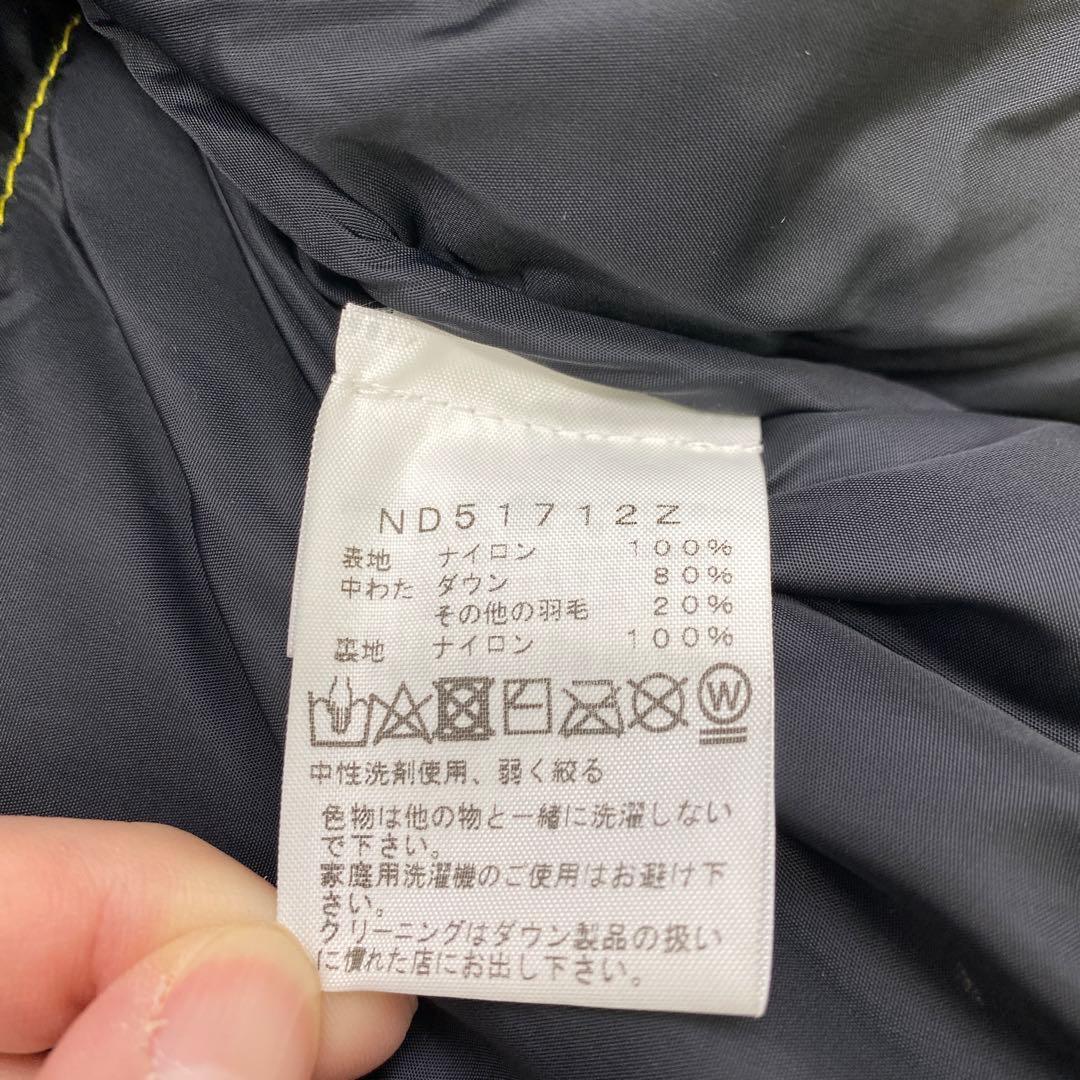 ND51712Z
表地 ナイロン 100%
中わた ダウン 80%
その他の羽毛 20%
裏地 ナイロン 100%
W
中性洗剤使用、弱く絞る
色物は他の物と一緒に洗濯しない
で下さい。
家庭用洗濯機のご使用はお避け下
さい。
クリーニングはダウン製品の扱い
に慣れた店にお出し下さい。